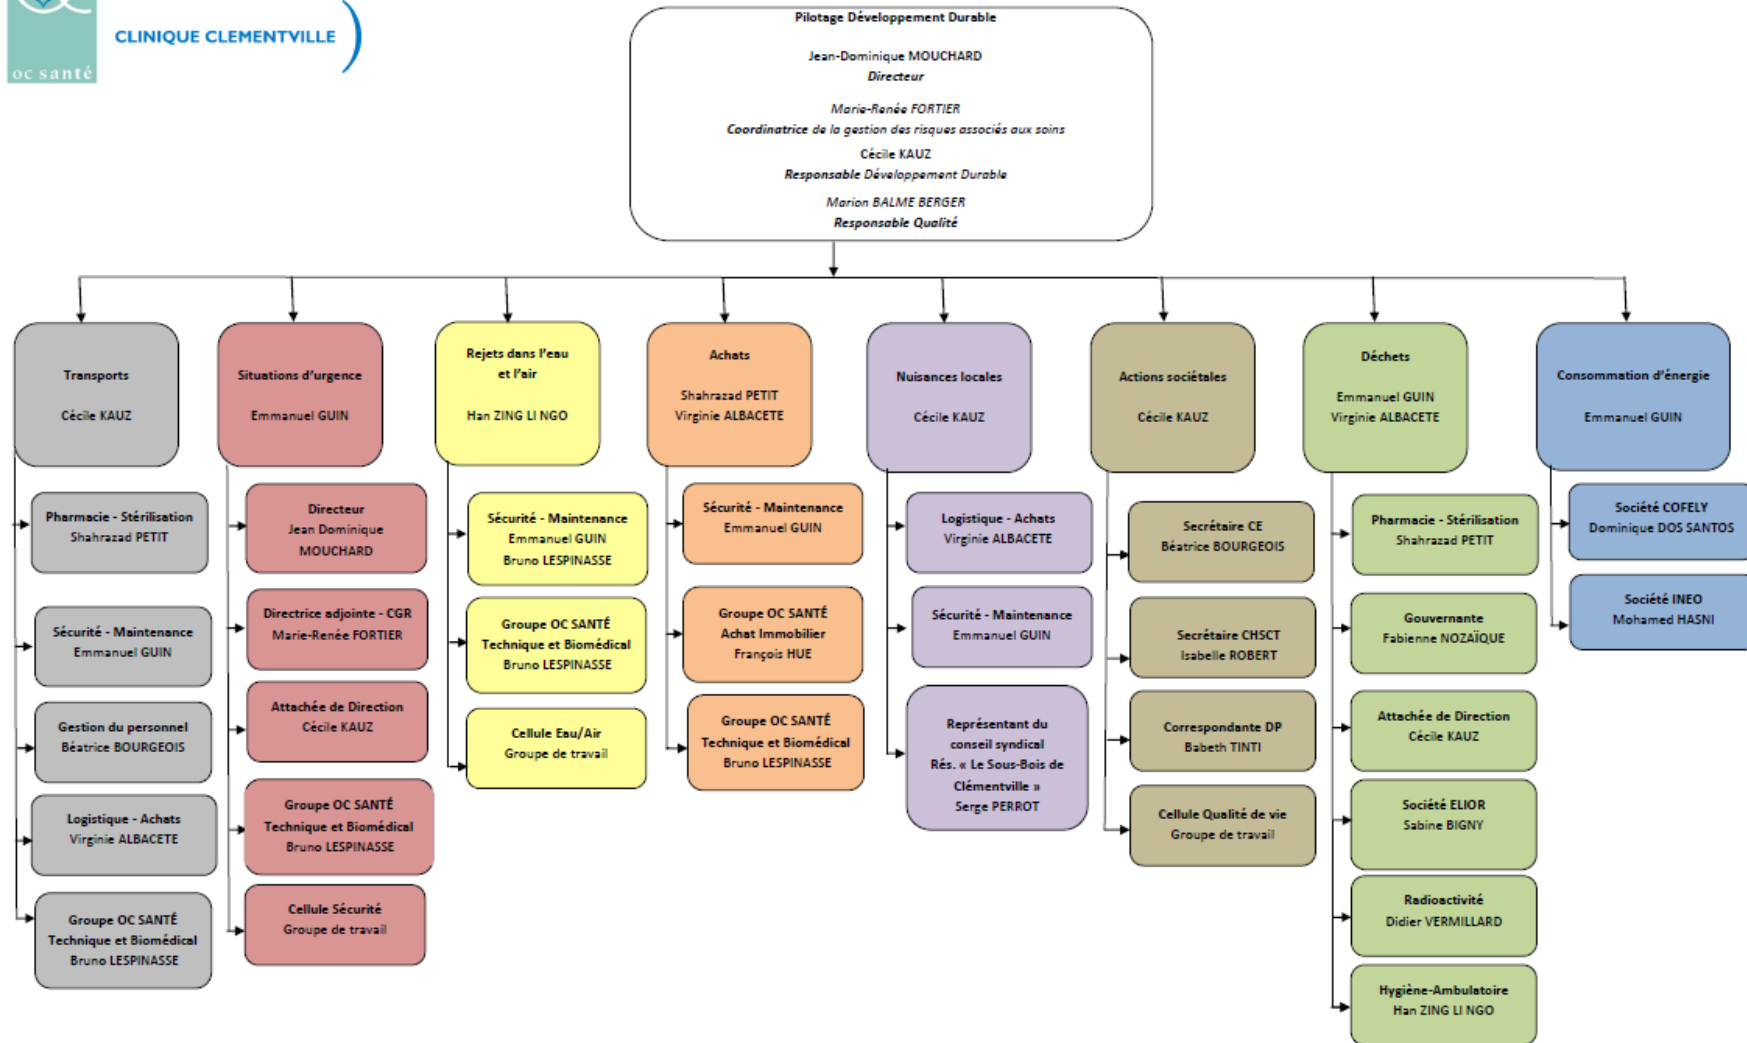 oc santé
CLINIQUE CLEMENTVILLE
Pilotage Développement Durable
Jean-Dominique MOUCHARD
Directeur
Marie-Renée FORTIER
Coordinatrice de la gestion des risques associés aux soins
Cécile KAUZ
Responsable Développement Durable
Marion BALME BERGER
Responsable Qualité
Transports
Cécile KAUZ
Pharmacie - Stérilisation
Shahrazad PETIT
Sécurité - Maintenance
Emmanuel GUIN
Gestion du personnel
Béatrice BOURGEOIS
Logistique - Achats
Virginie ALBACETE
Groupe OC SANTÉ
Technique et Biomédical
Bruno LESPINASSE
Situations d'urgence
Emmanuel GUIN
Directeur
Jean Dominique
MOUCHARD
Directrice adjointe - CGR
Marie-Renée FORTIER
Attachée de Direction
Cécile KAUZ
Groupe OC SANTÉ
Technique et Biomédical
Bruno LESPINASSE
Cellule Sécurité
Groupe de travail
Rejets dans l'eau
et l'air
Han ZING LI NGO
Sécurité - Maintenance
Emmanuel GUIN
Bruno LESPINASSE
Groupe OC SANTÉ
Technique et Biomédical
Bruno LESPINASSE
Cellule Eau/Air
Groupe de travail
Achats
Shahrazad PETIT
Virginie ALBACETE
Sécurité - Maintenance
Emmanuel GUIN
Groupe OC SANTÉ
Achat Immobilier
François HUE
Groupe OC SANTÉ
Technique et Biomédical
Bruno LESPINASSE
Nuisances locales
Cécile KAUZ
Logistique - Achats
Virginie ALBACETE
Sécurité - Maintenance
Emmanuel GUIN
Représentant du
conseil syndical
Rés. « Le Sous-Bois de
Clémentville »
Serge PERROT
Actions sociétales
Cécile KAUZ
Secrétaire CE
Béatrice BOURGEOIS
Secrétaire CHSCT
Isabelle ROBERT
Correspondante DP
Babeth TINTI
Cellule Qualité de vie
Groupe de travail
Déchets
Emmanuel GUIN
Virginie ALBACETE
Pharmacie - Stérilisation
Shahrazad PETIT
Gouvernante
Fabienne NOZAÏQUE
Attachée de Direction
Cécile KAUZ
Société ELIOR
Sabine BIGNY
Radioactivité
Didier VERMILLARD
Hygiène-Ambulatoire
Han ZING LI NGO
Consommation d'énergie
Emmanuel GUIN
Société COFELY
Dominique DOS SANTOS
Société INEO
Mohamed HASNI